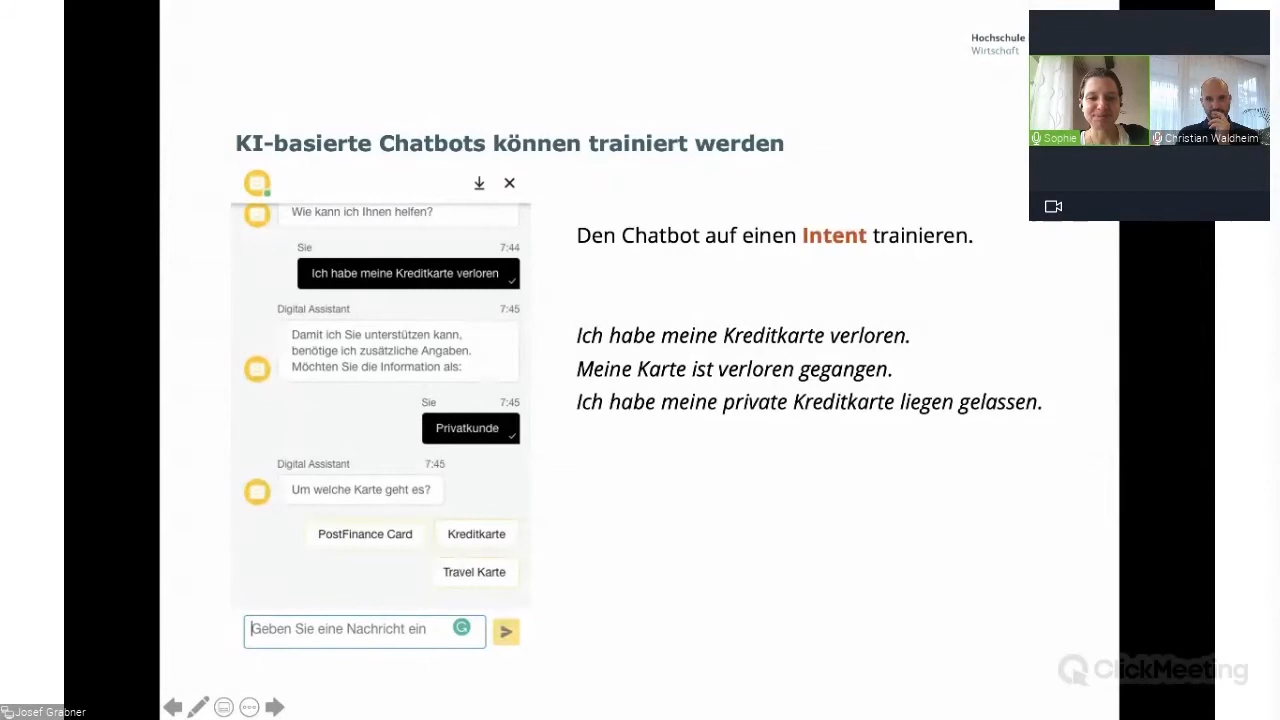 Hochschule
Wirtschaft
KI-basierte Chatbots können trainiert werden
Wie kann ich Ihnen helfen?
Sie 7:44
Ich habe meine Kreditkarte verloren
Digital Assistant 7:45
Damit ich Sie unterstützen kann,
benötige ich zusätzliche Angaben.
Möchten Sie die Information als:
Sie 7:45
Privatkunde
Digital Assistant 7:45
Um welche Karte geht es?
PostFinance Card
Kreditkarte
Travel Karte
Geben Sie eine Nachricht ein
Den Chatbot auf einen Intent trainieren.
Ich habe meine Kreditkarte verloren.
Meine Karte ist verloren gegangen.
Ich habe meine private Kreditkarte liegen gelassen.
Sophie
Christian Waldheim
ClickMeeting
Josef Grabner